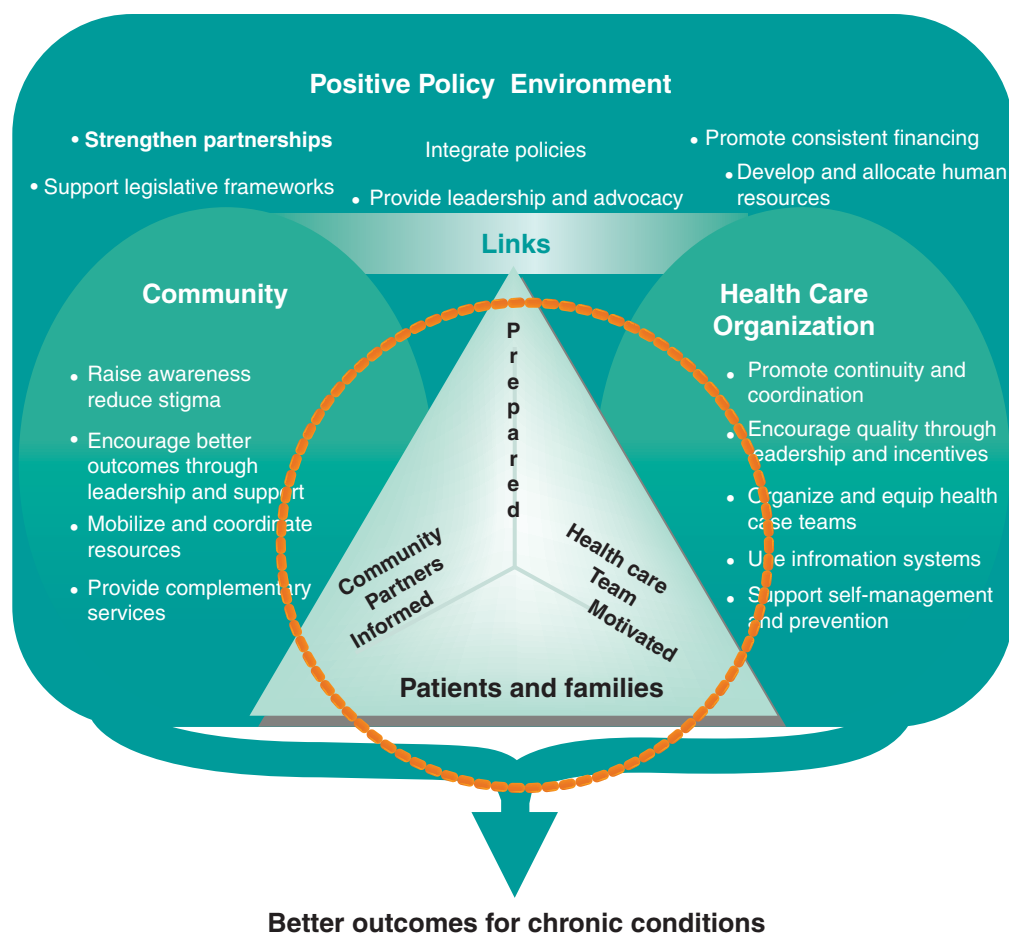 Positive Policy Environment
• Strengthen partnerships
• Support legislative frameworks
Integrate policies
• Provide leadership and advocacy
• Promote consistent financing
• Develop and allocate human
resources
Links
Community
• Raise awareness
reduce stigma
• Encourage better
outcomes through
leadership and support
• Mobilize and coordinate
resources
• Provide complementary
services
Prepared
Community
Partners
Informed
Health care
Team
Motivated
Patients and families
Health Care
Organization
• Promote continuity and
coordination
• Encourage quality through
leadership and incentives
• Organize and equip health
case teams
• Use infromation systems
• Support self-management
and prevention
Better outcomes for chronic conditions